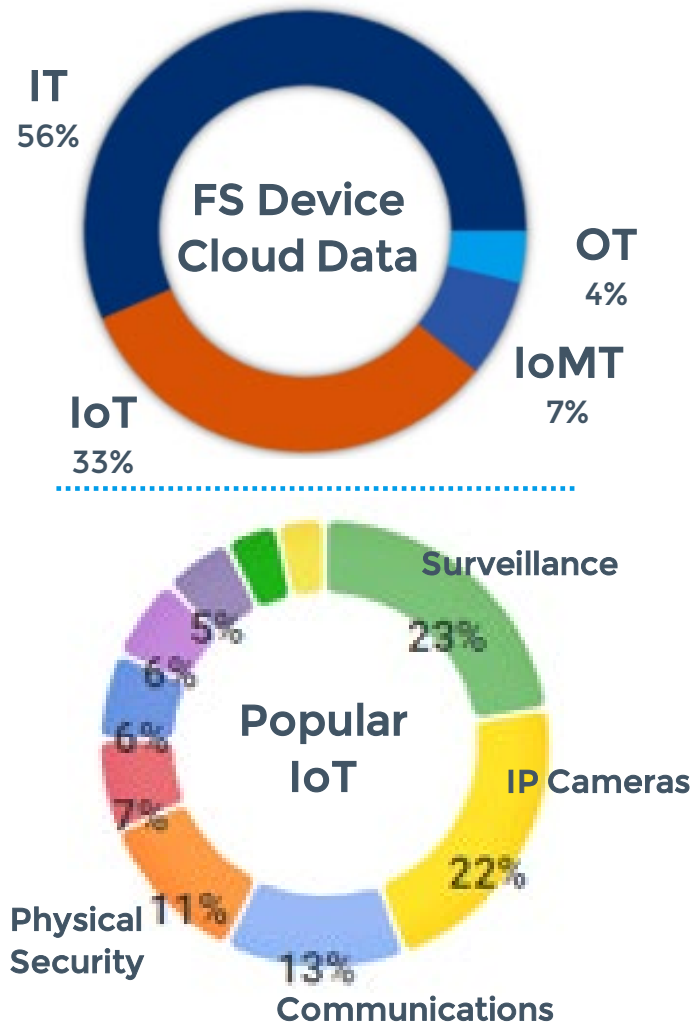 IT
56%
FS Device
Cloud Data
OT
4%
IoMT
7%
IoT
33%
Surveillance
23%
5%
6%
6%
7%
Popular
IoT
IP Cameras
22%
11%
Physical
Security
13%
Communications